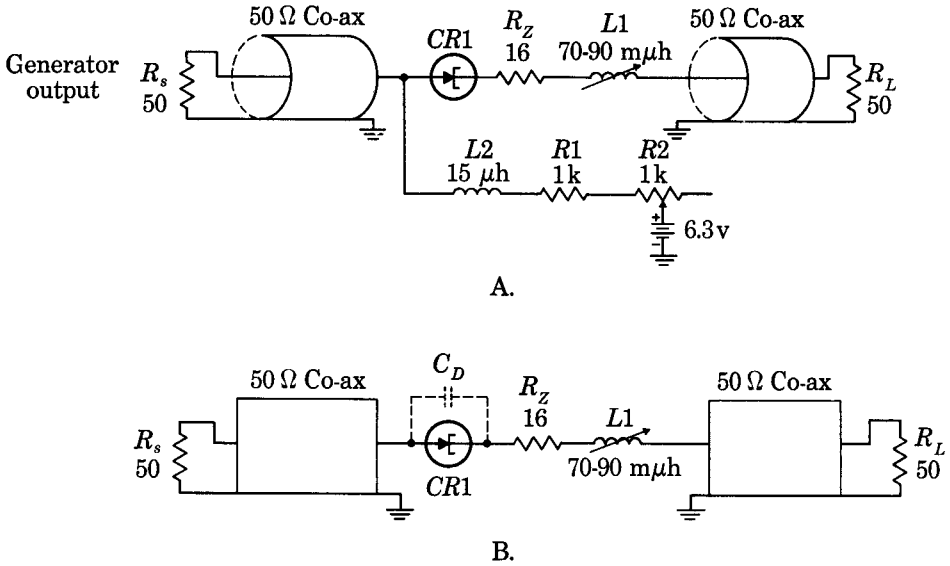 50 Ω Co-ax
CR1
R_Z
16
L1
70-90 mμh
50 Ω Co-ax
Generator
output
R_s
50
R_L
50
L2
15 μh
R1
1 k
R2
1 k
+
−
6.3 v
A.
50 Ω Co-ax
C_D
R_Z
16
L1
70-90 mμh
50 Ω Co-ax
R_s
50
CR1
R_L
50
B.